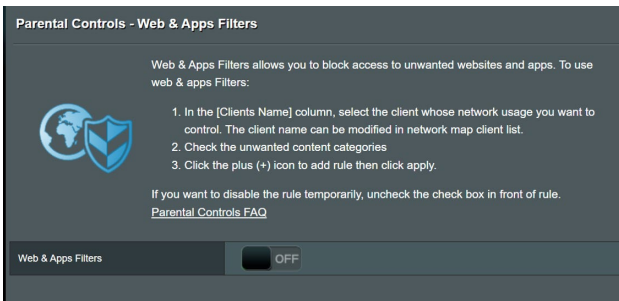 Parental Controls - Web & Apps Filters
Web & Apps Filters allows you to block access to unwanted websites and apps. To use
web & apps Filters:
1. In the [Clients Name] column, select the client whose network usage you want to
control. The client name can be modified in network map client list.
2. Check the unwanted content categories
3. Click the plus (+) icon to add rule then click apply.
If you want to disable the rule temporarily, uncheck the check box in front of rule.
Parental Controls FAQ
Web & Apps Filters
OFF